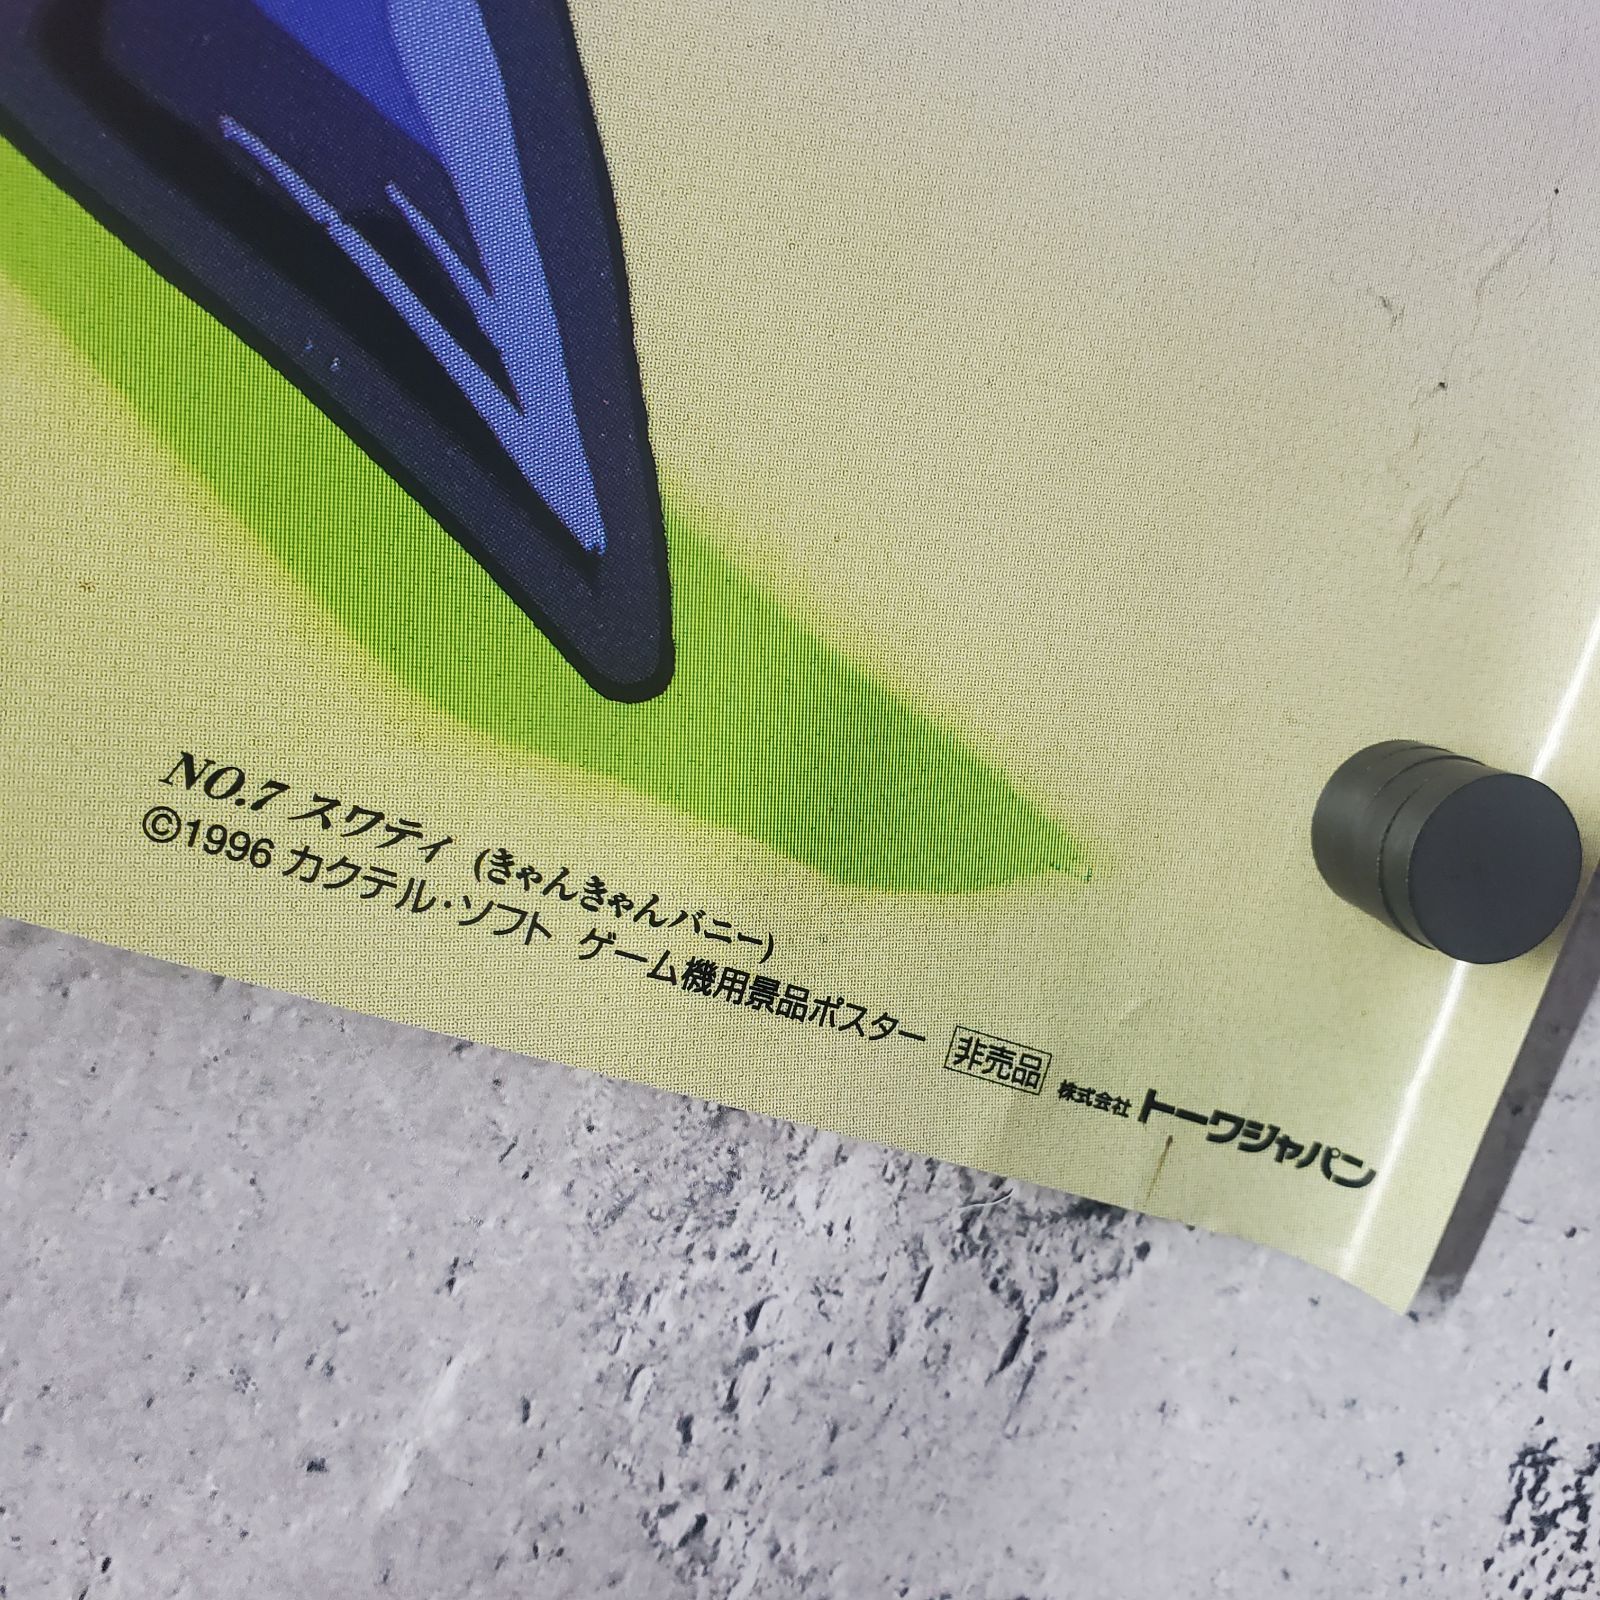 NO.7 スワティ (きゃんきゃんバニー)
©1996 カクテル・ソフト ゲーム機用景品ポスター 非売品 株式会社 トーワジャパン